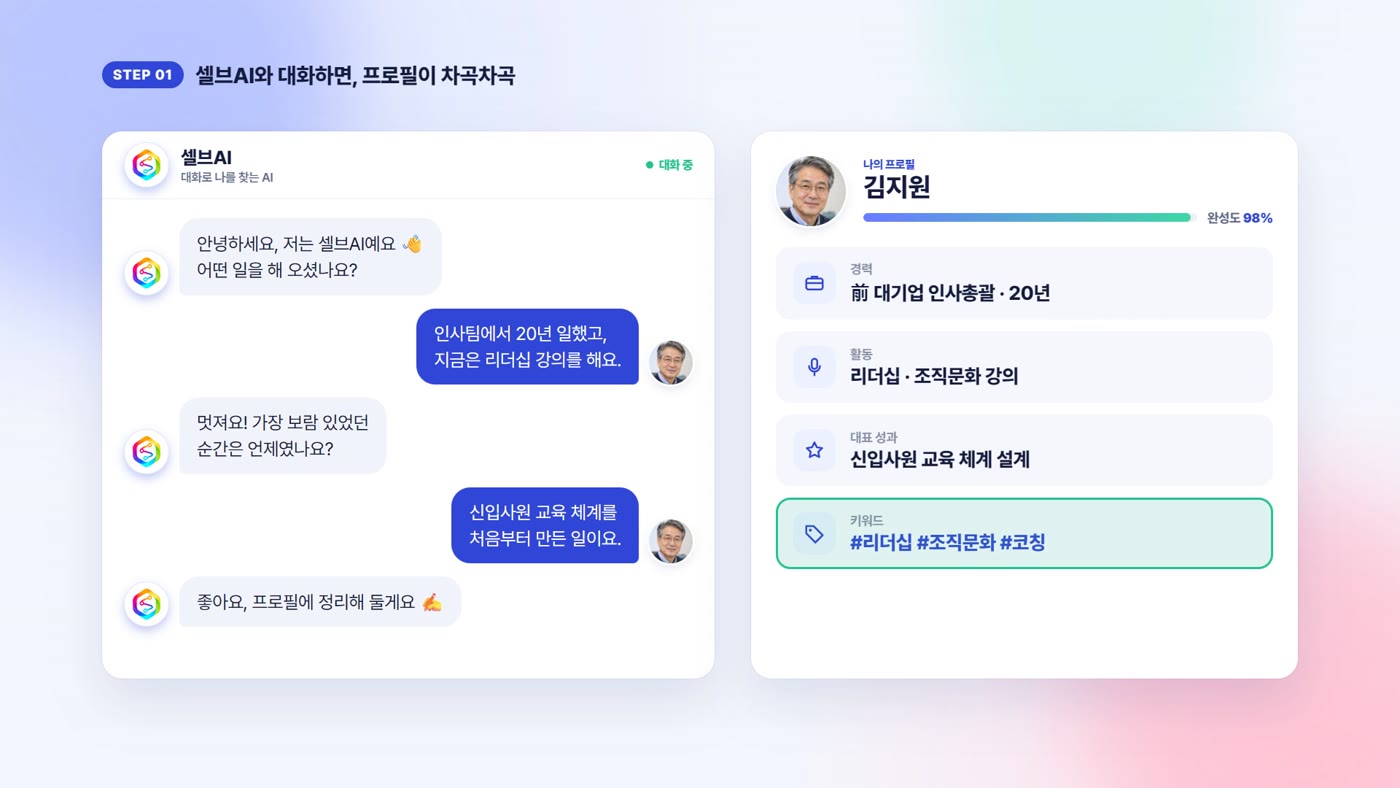 STEP 01 셀브AI와 대화하면, 프로필이 차곡차곡
셀브AI
대화로 나를 찾는 AI
대화 중
안녕하세요, 저는 셀브AI예요 👋
어떤 일을 해 오셨나요?
인사팀에서 20년 일했고,
지금은 리더십 강의를 해요.
멋져요! 가장 보람 있었던
순간은 언제였나요?
신입사원 교육 체계를
처음부터 만든 일이요.
좋아요, 프로필에 정리해 둘게요 ✍️
나의 프로필
김지원
완성도 98%
경력
前 대기업 인사총괄 · 20년
활동
리더십 · 조직문화 강의
대표 성과
신입사원 교육 체계 설계
키워드
#리더십 #조직문화 #코칭